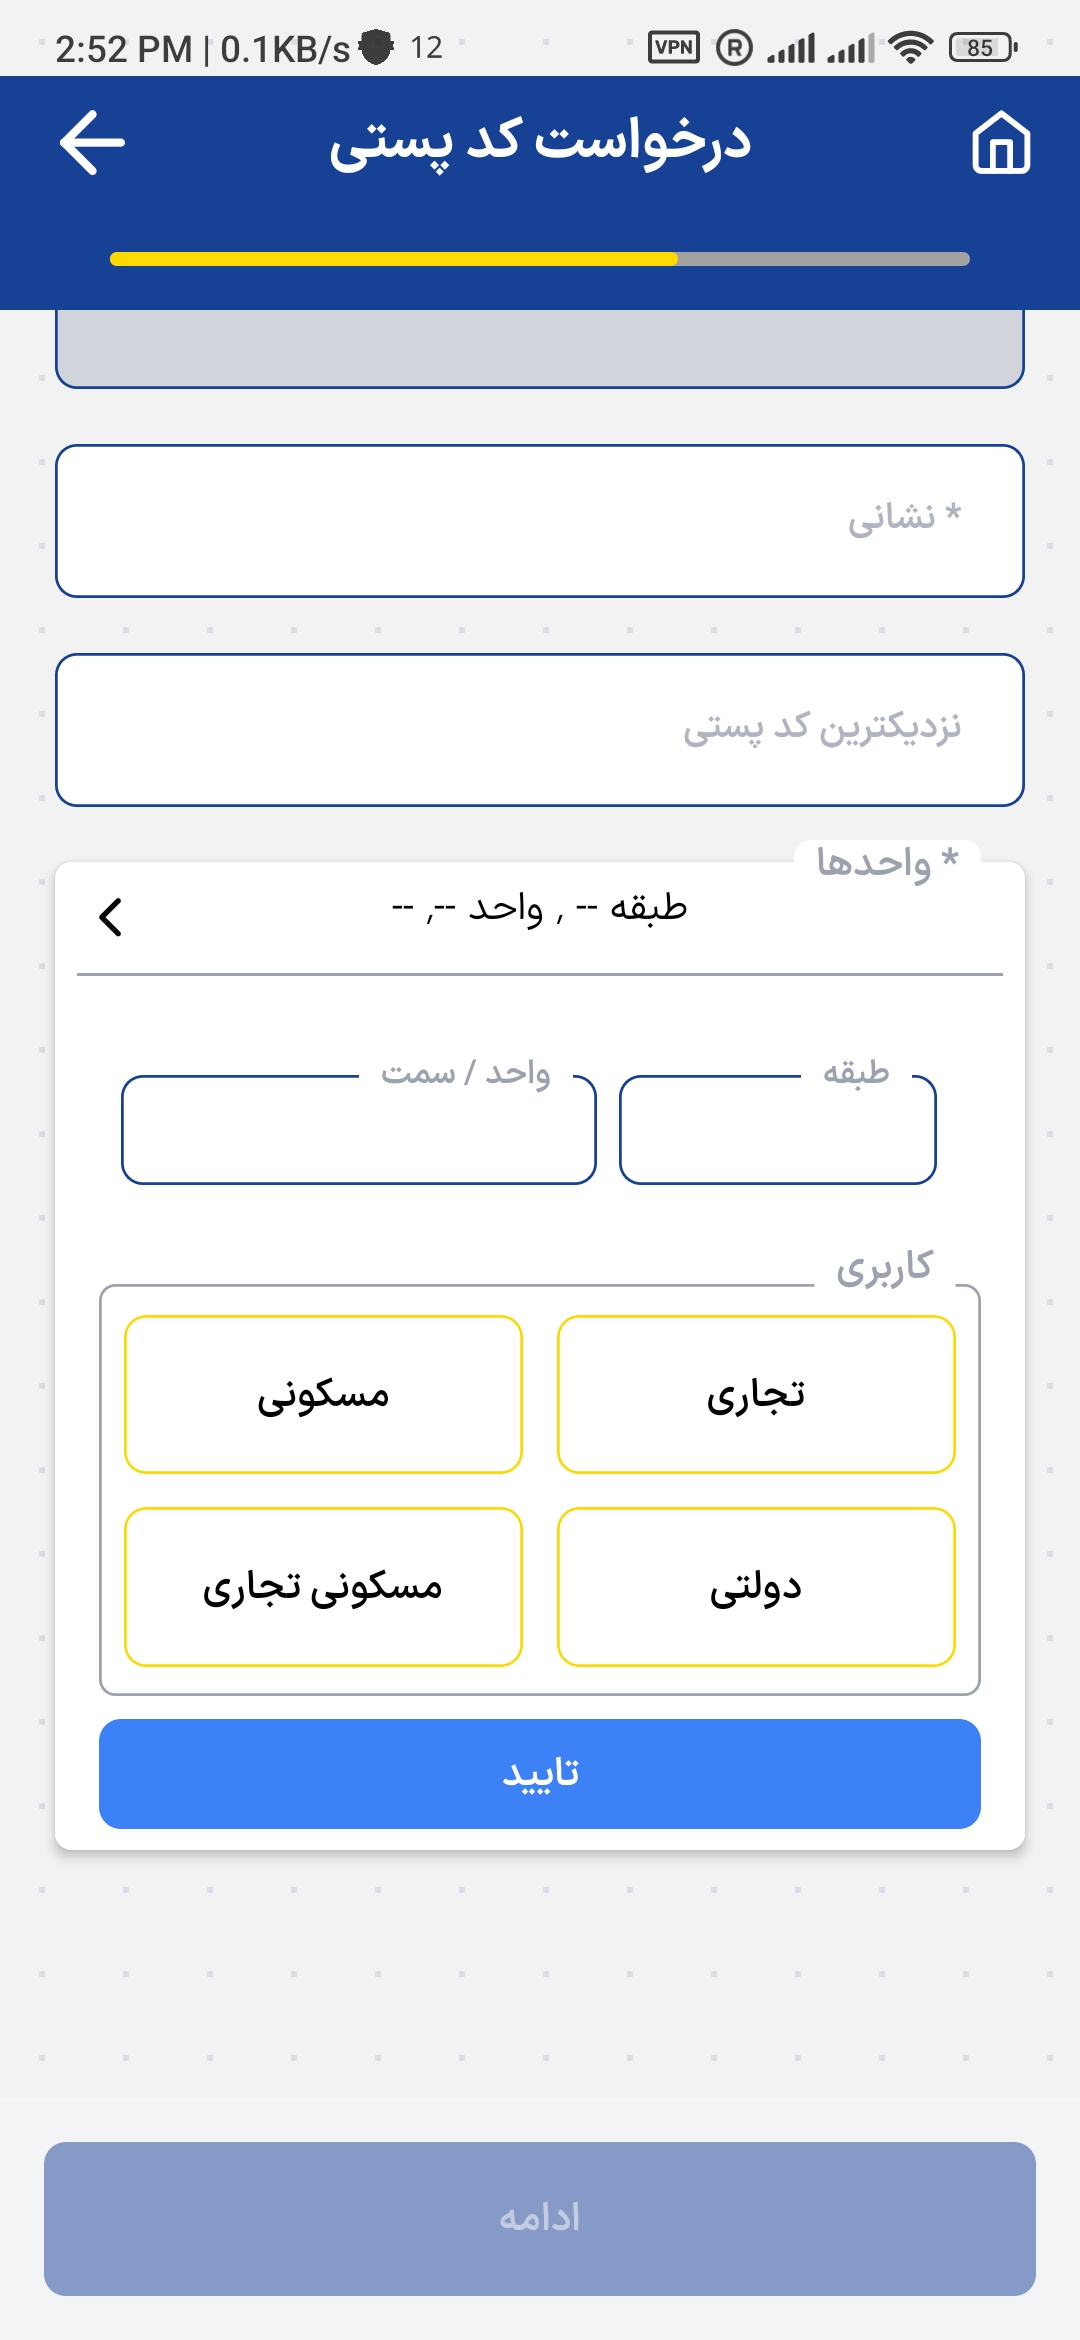 2:52 PM | 0.1KB/s 12 VPN R 85
درخواست کد پستی
* نشانی
نزدیکترین کد پستی
* واحدها
طبقه -- , واحد --, --
طبقه
واحد / سمت
کاربری
تجاری
مسکونی
دولتی
مسکونی تجاری
تایید
ادامه